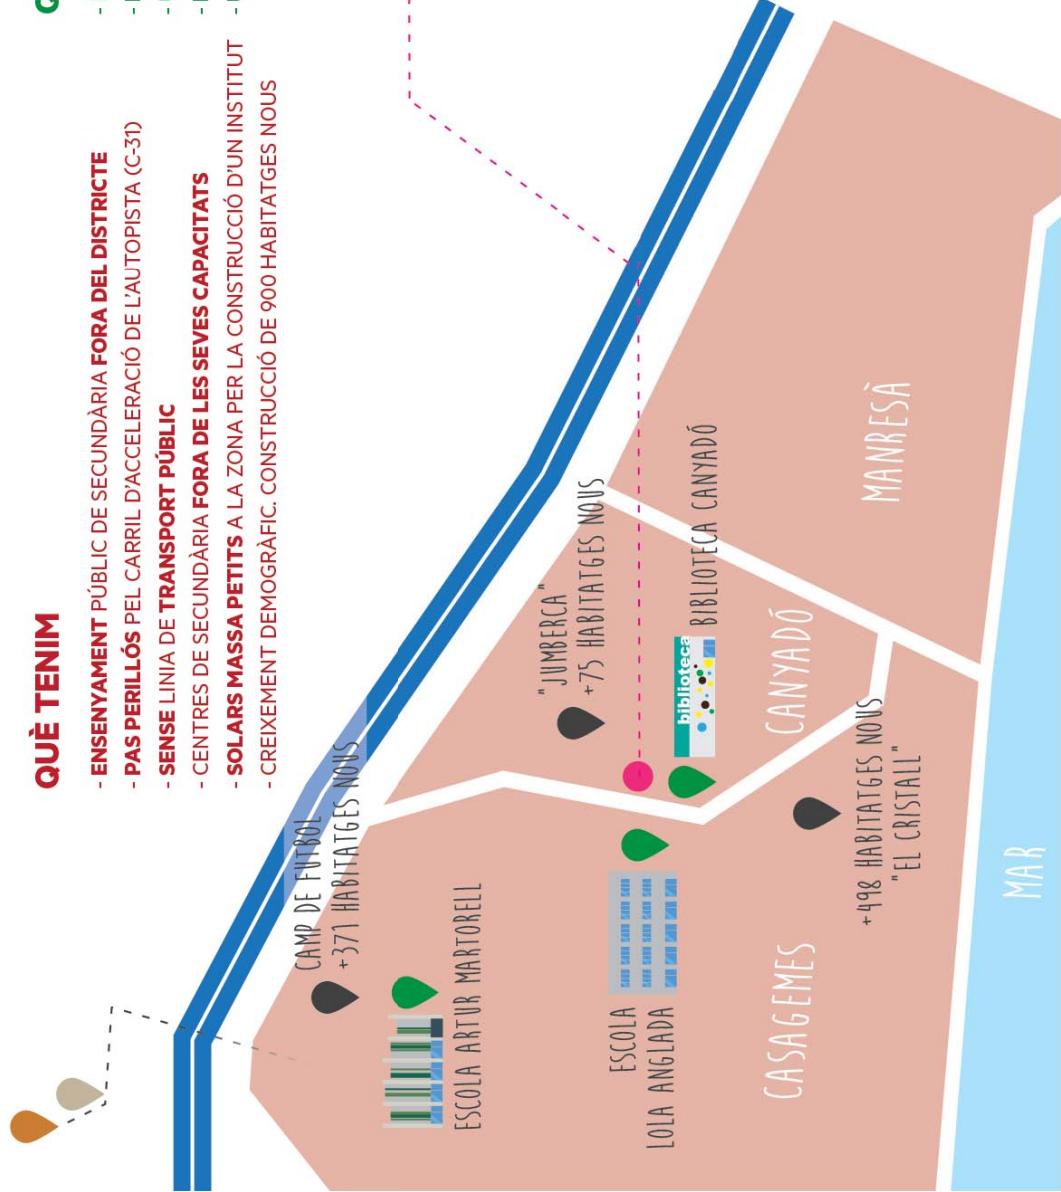 QUÈ TENIM
- ENSENYAMENT PÚBLIC DE SECUNDÀRIA FORA DEL DISTRICTE
- PAS PERILLÓS PEL CARRIL D'ACCELERACIÓ DE L'AUTOPISTA (C-31)
- SENSE LINIA DE TRANSPORT PÚBLIC
- CENTRES DE SECUNDÀRIA FORA DE LES SEVES CAPACITATS
- SOLARS MASSA PETITS A LA ZONA PER LA CONSTRUCCIÓ D'UN INSTITUT
- CREIXEMENT DEMOGRÀFIC. CONSTRUCCIÓ DE 900 HABITATGES NOUS
CAMP DE FUTBOL
+371 HABITATGES NOUS
ESCOLA ARTUR MARTORELL
"JUMBERCA"
+75 HABITATGES NOUS
ESCOLA
LOLA ANGLADA
biblioteca
BIBLIOTECA CANYADÓ
CASAGEMES
CANYADÓ
MANRESÀ
+498 HABITATGES NOUS
"EL CRISTALL"
MAR